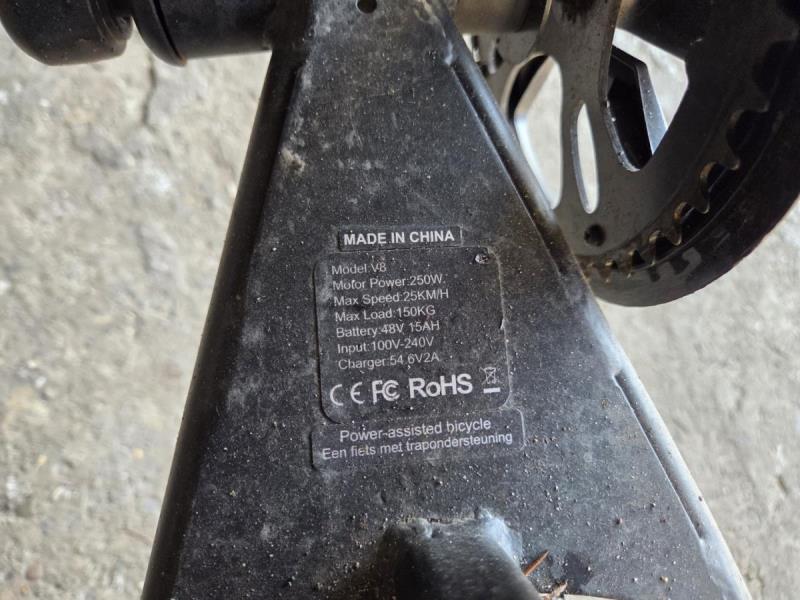 MADE IN CHINA
Model:V8
Motor Power:250W
Max Speed:25KM/H
Max Load:150KG
Battery:48V 15AH
Input:100V-240V
Charger:54.6V2A
CE FC RoHS
Power-assisted bicycle
Een fiets met trapondersteuning